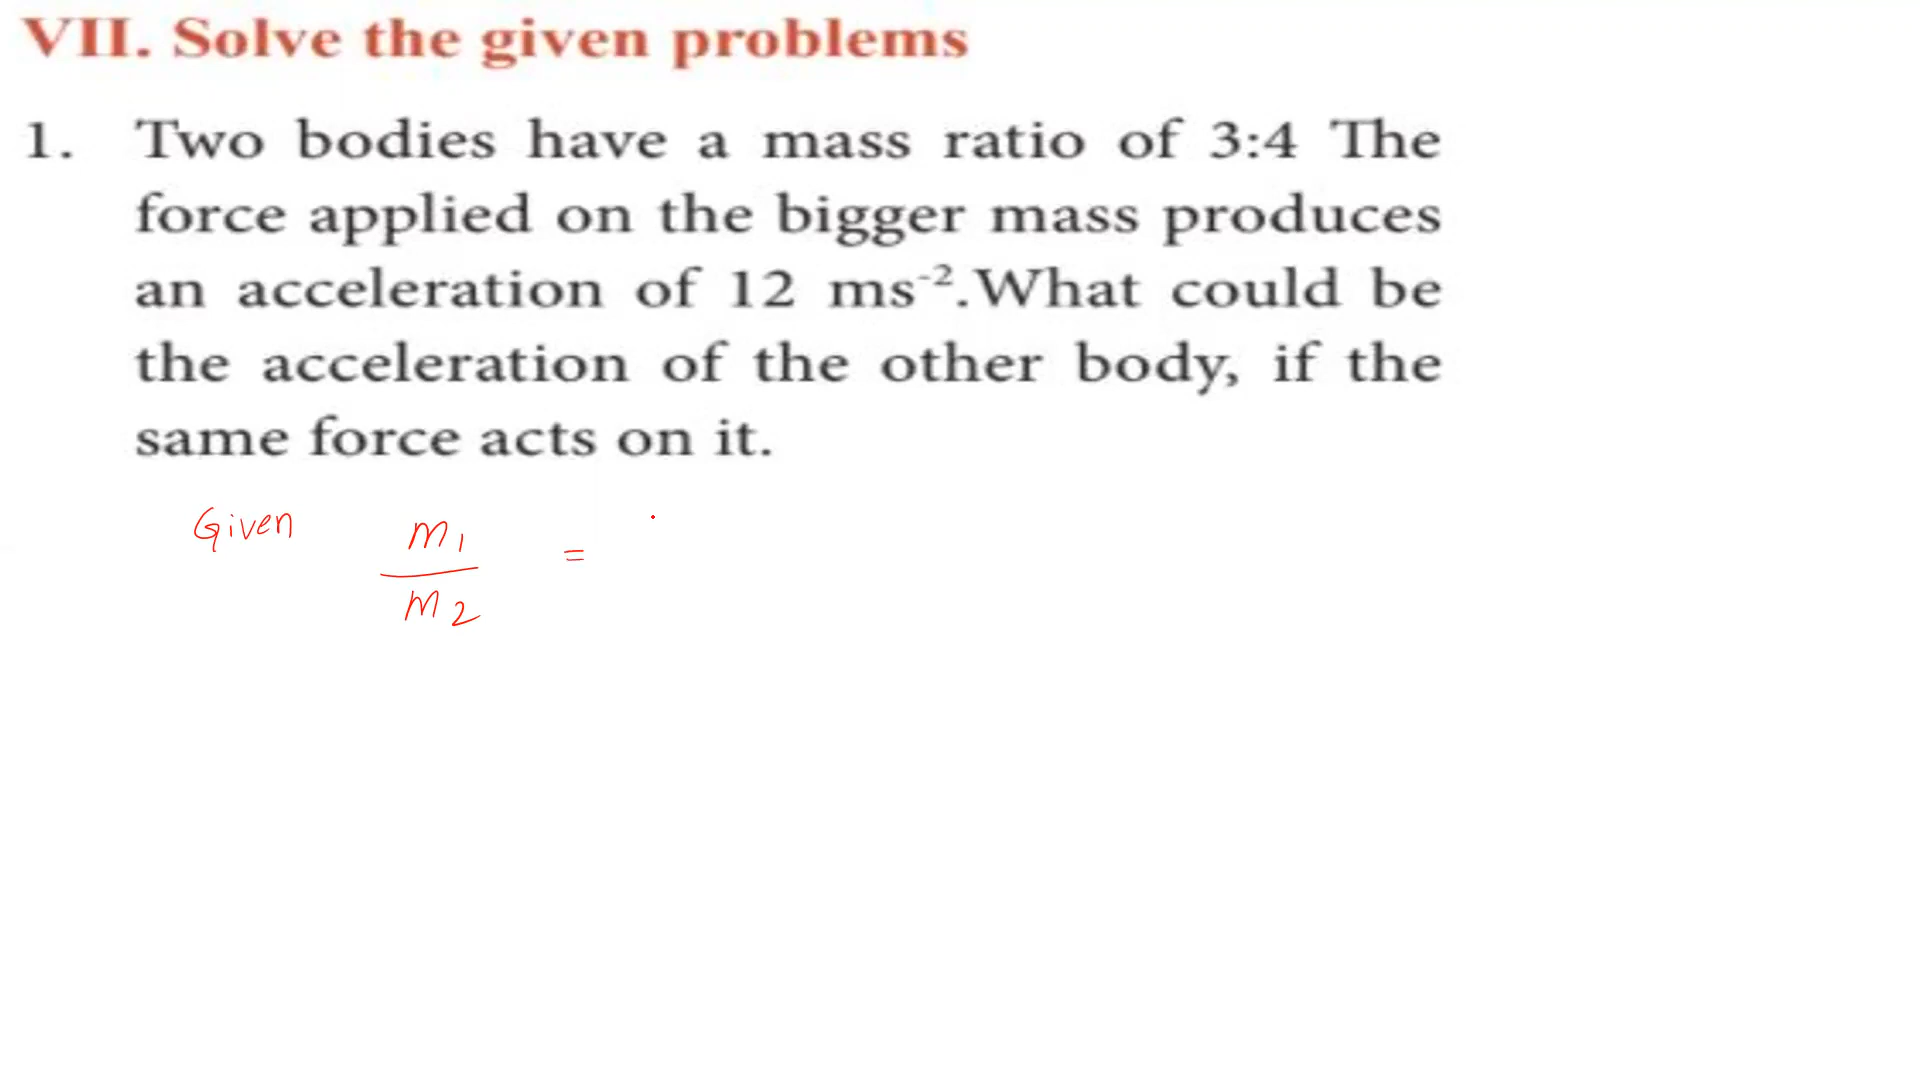 VII. Solve the given problems
1. Two bodies have a mass ratio of 3:4 The
force applied on the bigger mass produces
an acceleration of 12 ms⁻².What could be
the acceleration of the other body, if the
same force acts on it.
Given m₁ =
m₂